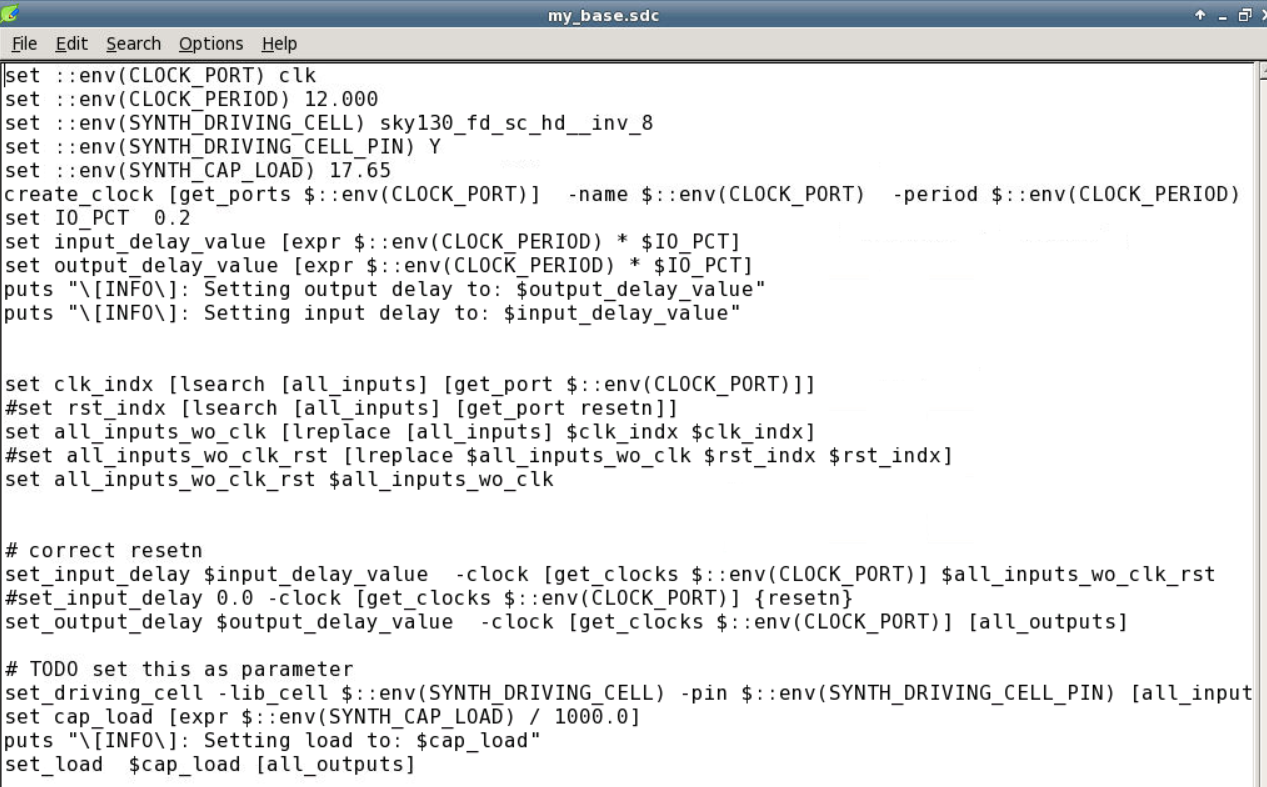 my_base.sdc
File Edit Search Options Help
set ::env(CLOCK_PORT) clk
set ::env(CLOCK_PERIOD) 12.000
set ::env(SYNTH_DRIVING_CELL) sky130_fd_sc_hd__inv_8
set ::env(SYNTH_DRIVING_CELL_PIN) Y
set ::env(SYNTH_CAP_LOAD) 17.65
create_clock [get_ports $::env(CLOCK_PORT)]  -name $::env(CLOCK_PORT)  -period $::env(CLOCK_PERIOD)
set IO_PCT  0.2
set input_delay_value [expr $::env(CLOCK_PERIOD) * $IO_PCT]
set output_delay_value [expr $::env(CLOCK_PERIOD) * $IO_PCT]
puts "\[INFO\]: Setting output delay to: $output_delay_value"
puts "\[INFO\]: Setting input delay to: $input_delay_value"
set clk_indx [lsearch [all_inputs] [get_port $::env(CLOCK_PORT)]]
#set rst_indx [lsearch [all_inputs] [get_port resetn]]
set all_inputs_wo_clk [lreplace [all_inputs] $clk_indx $clk_indx]
#set all_inputs_wo_clk_rst [lreplace $all_inputs_wo_clk $rst_indx $rst_indx]
set all_inputs_wo_clk_rst $all_inputs_wo_clk
# correct resetn
set_input_delay $input_delay_value  -clock [get_clocks $::env(CLOCK_PORT)] $all_inputs_wo_clk_rst
#set_input_delay 0.0 -clock [get_clocks $::env(CLOCK_PORT)] {resetn}
set_output_delay $output_delay_value  -clock [get_clocks $::env(CLOCK_PORT)] [all_outputs]
# TODO set this as parameter
set_driving_cell -lib_cell $::env(SYNTH_DRIVING_CELL) -pin $::env(SYNTH_DRIVING_CELL_PIN) [all_input
set cap_load [expr $::env(SYNTH_CAP_LOAD) / 1000.0]
puts "\[INFO\]: Setting load to: $cap_load"
set_load  $cap_load [all_outputs]